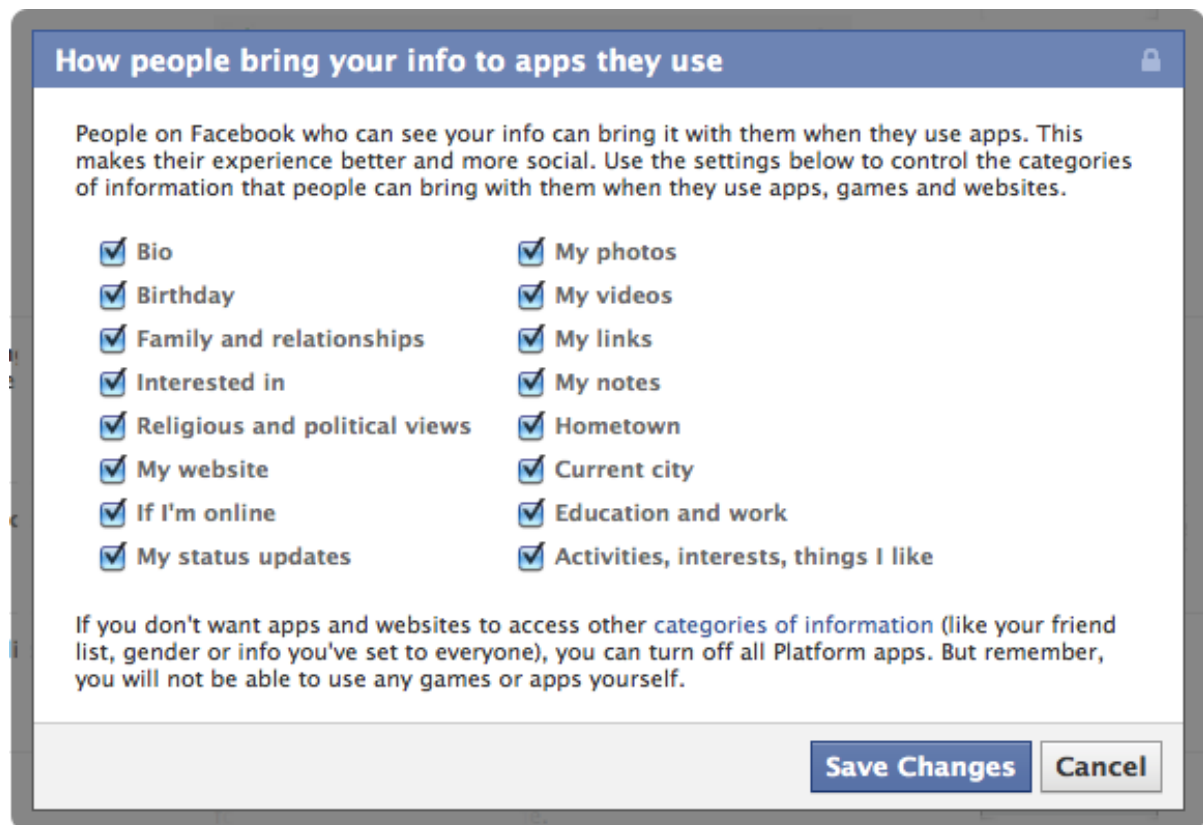 How people bring your info to apps they use
People on Facebook who can see your info can bring it with them when they use apps. This
makes their experience better and more social. Use the settings below to control the categories
of information that people can bring with them when they use apps, games and websites.
Bio
Birthday
Family and relationships
Interested in
Religious and political views
My website
If I'm online
My status updates
My photos
My videos
My links
My notes
Hometown
Current city
Education and work
Activities, interests, things I like
If you don't want apps and websites to access other categories of information (like your friend
list, gender or info you've set to everyone), you can turn off all Platform apps. But remember,
you will not be able to use any games or apps yourself.
Save Changes
Cancel